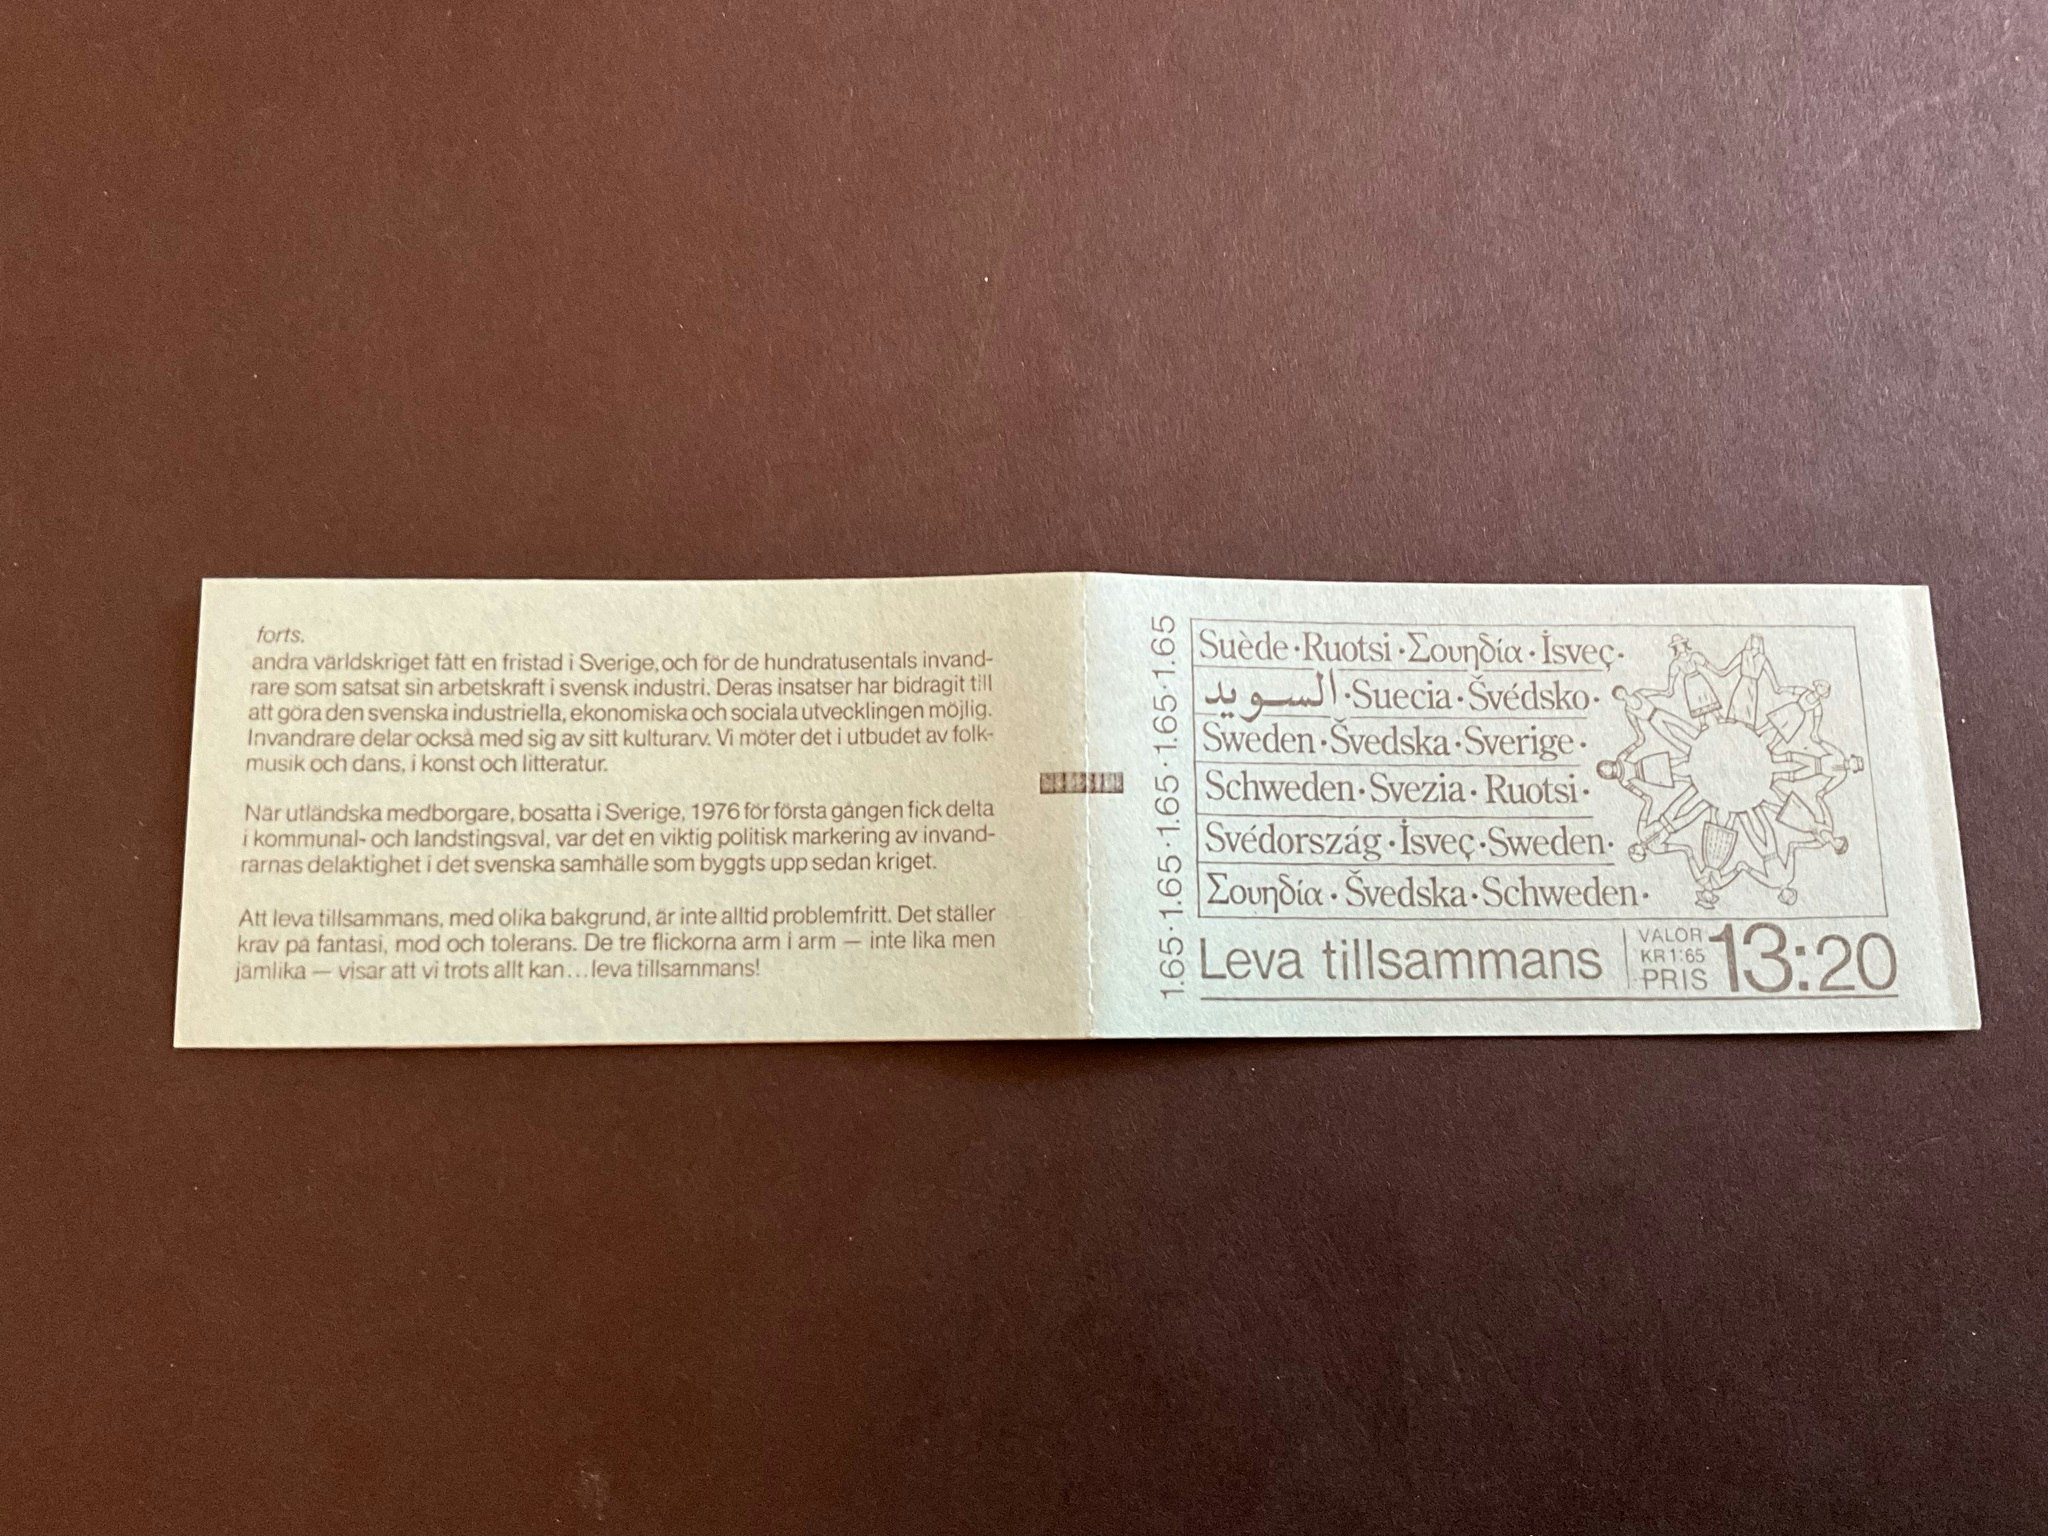 forts.
andra världskriget fått en fristad i Sverige, och för de hundratusentals invand-
rare som satsat sin arbetskraft i svensk industri. Deras insatser har bidragit till
att göra den svenska industriella, ekonomiska och sociala utvecklingen möjlig.
Invandrare delar också med sig av sitt kulturarv. Vi möter det i utbudet av folk-
musik och dans, i konst och litteratur.
När utländska medborgare, bosatta i Sverige, 1976 för första gången fick delta
i kommunal- och landstingsval, var det en viktig politisk markering av invand-
rarnas delaktighet i det svenska samhälle som byggts upp sedan kriget.
Att leva tillsammans, med olika bakgrund, är inte alltid problemfritt. Det ställer
krav på fantasi, mod och tolerans. De tre flickorna arm i arm — inte lika men
jämlika — visar att vi trots allt kan...leva tillsammans!
1.65·1.65·1.65·1.65·1.65·1.65
Suède·Ruotsi·Σουηδία·İsveç·
السويد·Suecia·Švédsko·
Sweden·Švedska·Sverige·
Schweden·Svezia·Ruotsi·
Svédország·İsveç·Sweden·
Σουηδία·Švedska·Schweden·
Leva tillsammans
VALÖR
KR 1:65
PRIS
13:20